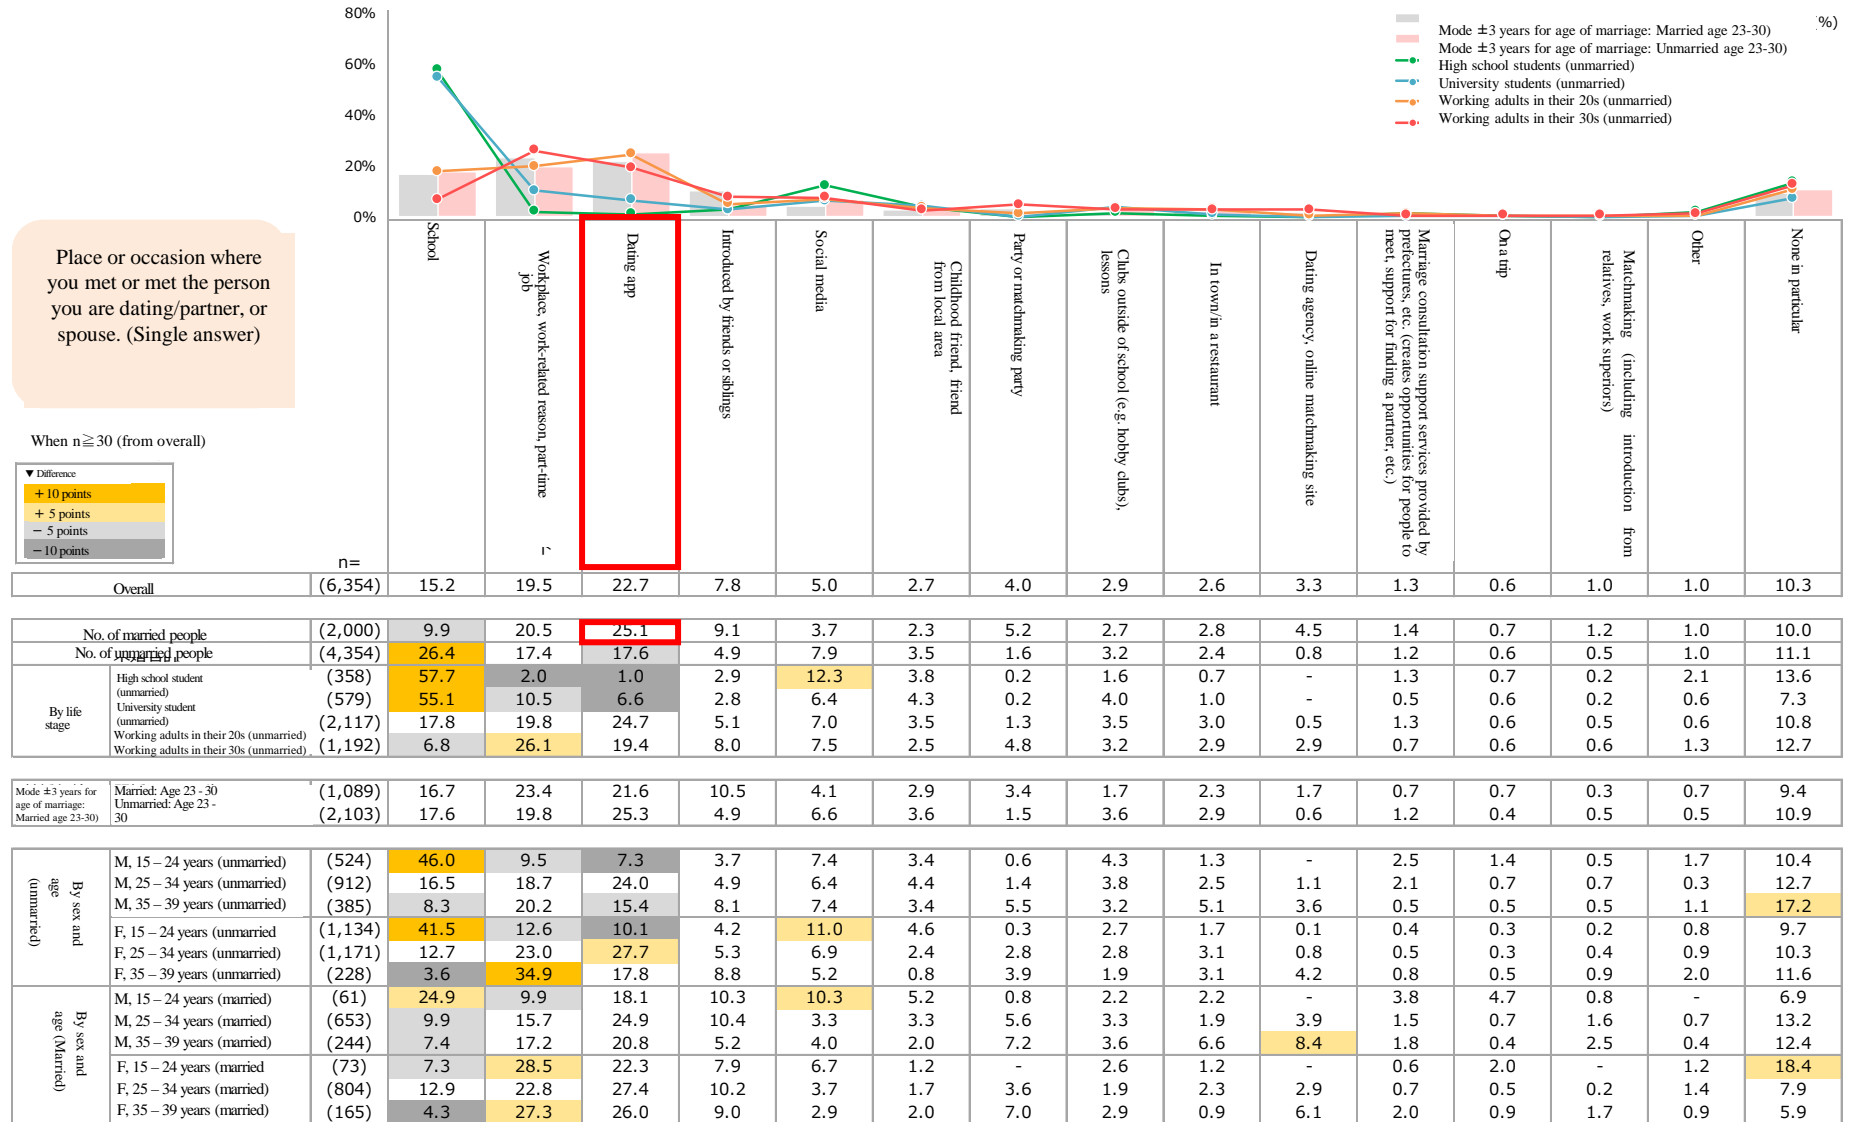 80%
60%
40%
20%
0%
%)
Mode ±3 years for age of marriage: Married age 23-30)
Mode ±3 years for age of marriage: Unmarried age 23-30)
High school students (unmarried)
University students (unmarried)
Working adults in their 20s (unmarried)
Working adults in their 30s (unmarried)
Place or occasion where
you met or met the person
you are dating/partner, or
spouse. (Single answer)
When n≧30 (from overall)
▼ Difference
+ 10 points
+ 5 points
− 5 points
− 10 points
n=
School
Workplace, work-related reason, part-time
job
Dating app
Introduced by friends or siblings
Social media
Childhood friend, friend
from local area
Party or matchmaking party
Clubs outside of school (e.g. hobby clubs),
lessons
In town/in a restaurant
Dating agency, online matchmaking site
Marriage consultation support services provided by
prefectures, etc. (creates opportunities for people to
meet, support for finding a partner, etc.)
On a trip
Matchmaking (including introduction from
relatives, work superiors)
Other
None in particular
Overall (6,354) 15.2 19.5 22.7 7.8 5.0 2.7 4.0 2.9 2.6 3.3 1.3 0.6 1.0 1.0 10.3
No. of married people (2,000) 9.9 20.5 25.1 9.1 3.7 2.3 5.2 2.7 2.8 4.5 1.4 0.7 1.2 1.0 10.0
No. of unmarried people (4,354) 26.4 17.4 17.6 4.9 7.9 3.5 1.6 3.2 2.4 0.8 1.2 0.6 0.5 1.0 11.1
By life
stage
High school student
(unmarried)
(358) 57.7 2.0 1.0 2.9 12.3 3.8 0.2 1.6 0.7 - 1.3 0.7 0.2 2.1 13.6
University student
(unmarried)
(579) 55.1 10.5 6.6 2.8 6.4 4.3 0.2 4.0 1.0 - 0.5 0.6 0.2 0.6 7.3
Working adults in their 20s (unmarried) (2,117) 17.8 19.8 24.7 5.1 7.0 3.5 1.3 3.5 3.0 0.5 1.3 0.6 0.5 0.6 10.8
Working adults in their 30s (unmarried) (1,192) 6.8 26.1 19.4 8.0 7.5 2.5 4.8 3.2 2.9 2.9 0.7 0.6 0.6 1.3 12.7
Mode ±3 years for
age of marriage:
Married age 23-30)
Married: Age 23 - 30 (1,089) 16.7 23.4 21.6 10.5 4.1 2.9 3.4 1.7 2.3 1.7 0.7 0.7 0.3 0.7 9.4
Unmarried: Age 23 -
30
(2,103) 17.6 19.8 25.3 4.9 6.6 3.6 1.5 3.6 2.9 0.6 1.2 0.4 0.5 0.5 10.9
By sex and
age
(unmarried)
M, 15 – 24 years (unmarried) (524) 46.0 9.5 7.3 3.7 7.4 3.4 0.6 4.3 1.3 - 2.5 1.4 0.5 1.7 10.4
M, 25 – 34 years (unmarried) (912) 16.5 18.7 24.0 4.9 6.4 4.4 1.4 3.8 2.5 1.1 2.1 0.7 0.7 0.3 12.7
M, 35 – 39 years (unmarried) (385) 8.3 20.2 15.4 8.1 7.4 3.4 5.5 3.2 5.1 3.6 0.5 0.5 0.5 1.1 17.2
F, 15 – 24 years (unmarried (1,134) 41.5 12.6 10.1 4.2 11.0 4.6 0.3 2.7 1.7 0.1 0.4 0.3 0.2 0.8 9.7
F, 25 – 34 years (unmarried) (1,171) 12.7 23.0 27.7 5.3 6.9 2.4 2.8 2.8 3.1 0.8 0.5 0.3 0.4 0.9 10.3
F, 35 – 39 years (unmarried) (228) 3.6 34.9 17.8 8.8 5.2 0.8 3.9 1.9 3.1 4.2 0.8 0.5 0.9 2.0 11.6
By sex and
age (Married)
M, 15 – 24 years (married) (61) 24.9 9.9 18.1 10.3 10.3 5.2 0.8 2.2 2.2 - 3.8 4.7 0.8 - 6.9
M, 25 – 34 years (married) (653) 9.9 15.7 24.9 10.4 3.3 3.3 5.6 3.3 1.9 3.9 1.5 0.7 1.6 0.7 13.2
M, 35 – 39 years (married) (244) 7.4 17.2 20.8 5.2 4.0 2.0 7.2 3.6 6.6 8.4 1.8 0.4 2.5 0.4 12.4
F, 15 – 24 years (married (73) 7.3 28.5 22.3 7.9 6.7 1.2 - 2.6 1.2 - 0.6 2.0 - 1.2 18.4
F, 25 – 34 years (married) (804) 12.9 22.8 27.4 10.2 3.7 1.7 3.6 1.9 2.3 2.9 0.7 0.5 0.2 1.4 7.9
F, 35 – 39 years (married) (165) 4.3 27.3 26.0 9.0 2.9 2.0 7.0 2.9 0.9 6.1 2.0 0.9 1.7 0.9 5.9